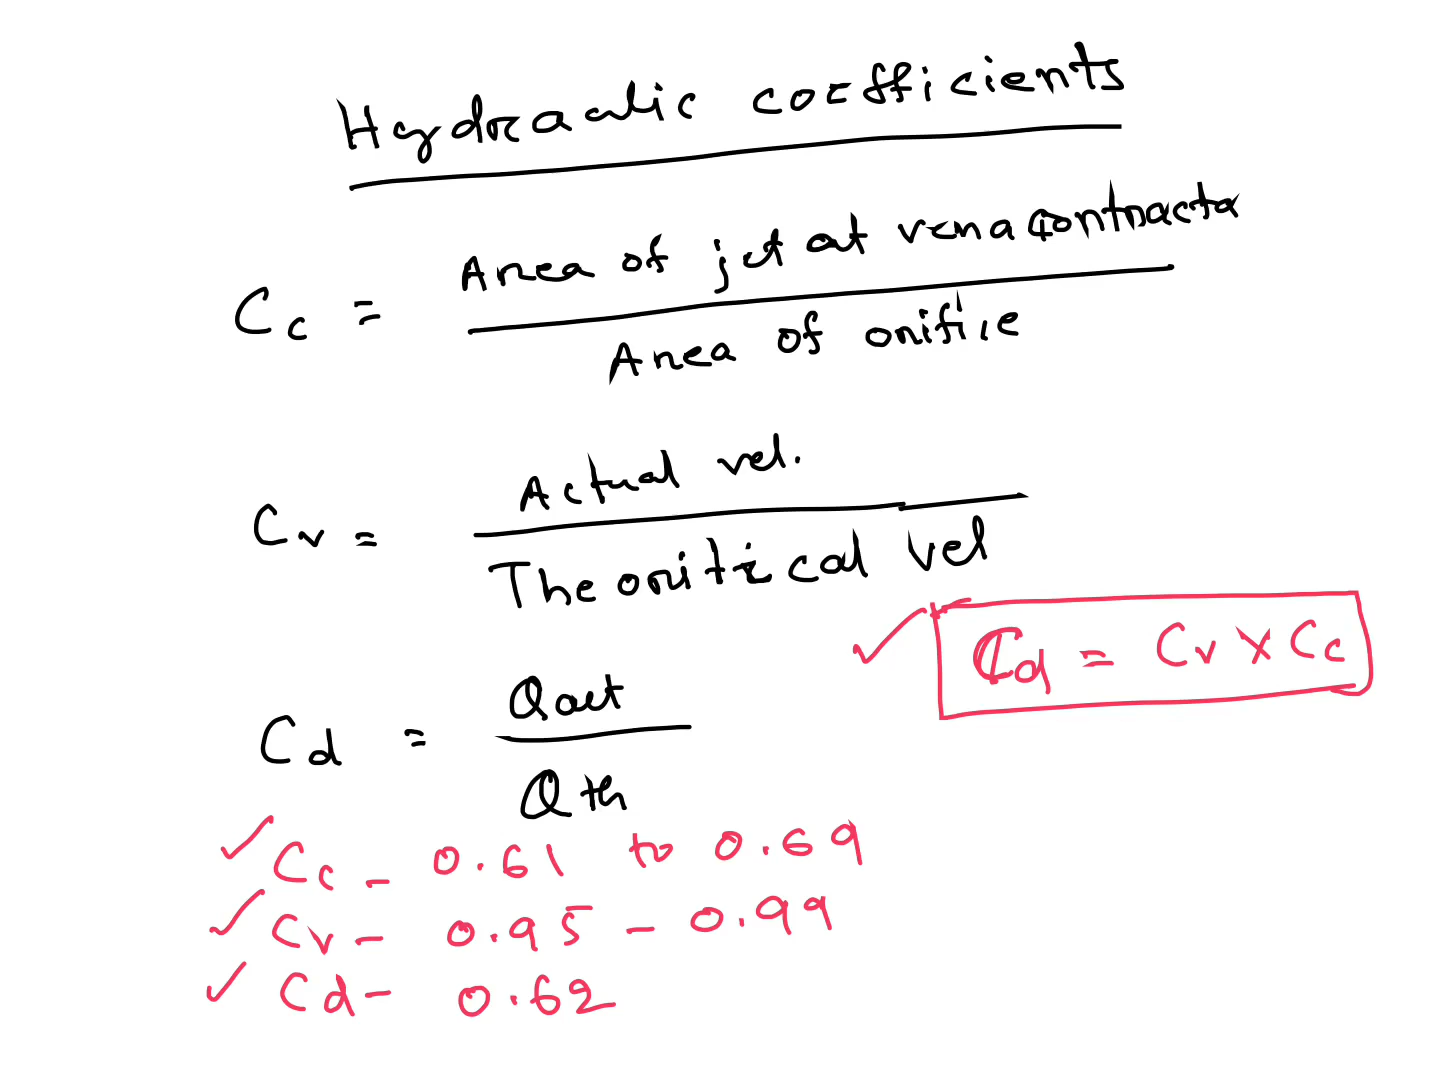 Hydraulic coefficients
Cc = Area of jet at vena contracta
Area of orifice
Cv = Actual vel.
Theoritical vel
Cd = Cv x Cc
Cd = Qact
Qth
Cc - 0.61 to 0.69
Cv - 0.95 - 0.99
Cd - 0.62